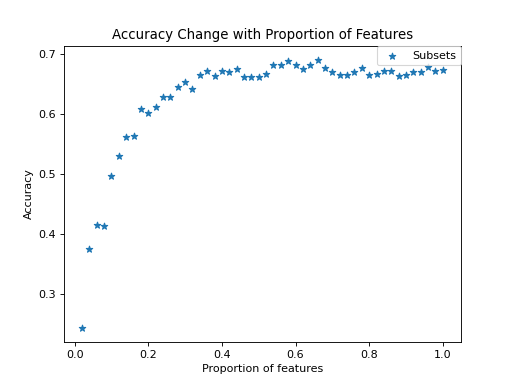 Accuracy Change with Proportion of Features
Subsets
0.7
0.6
0.5
0.4
0.3
Accuracy
0.0 0.2 0.4 0.6 0.8 1.0
Proportion of features